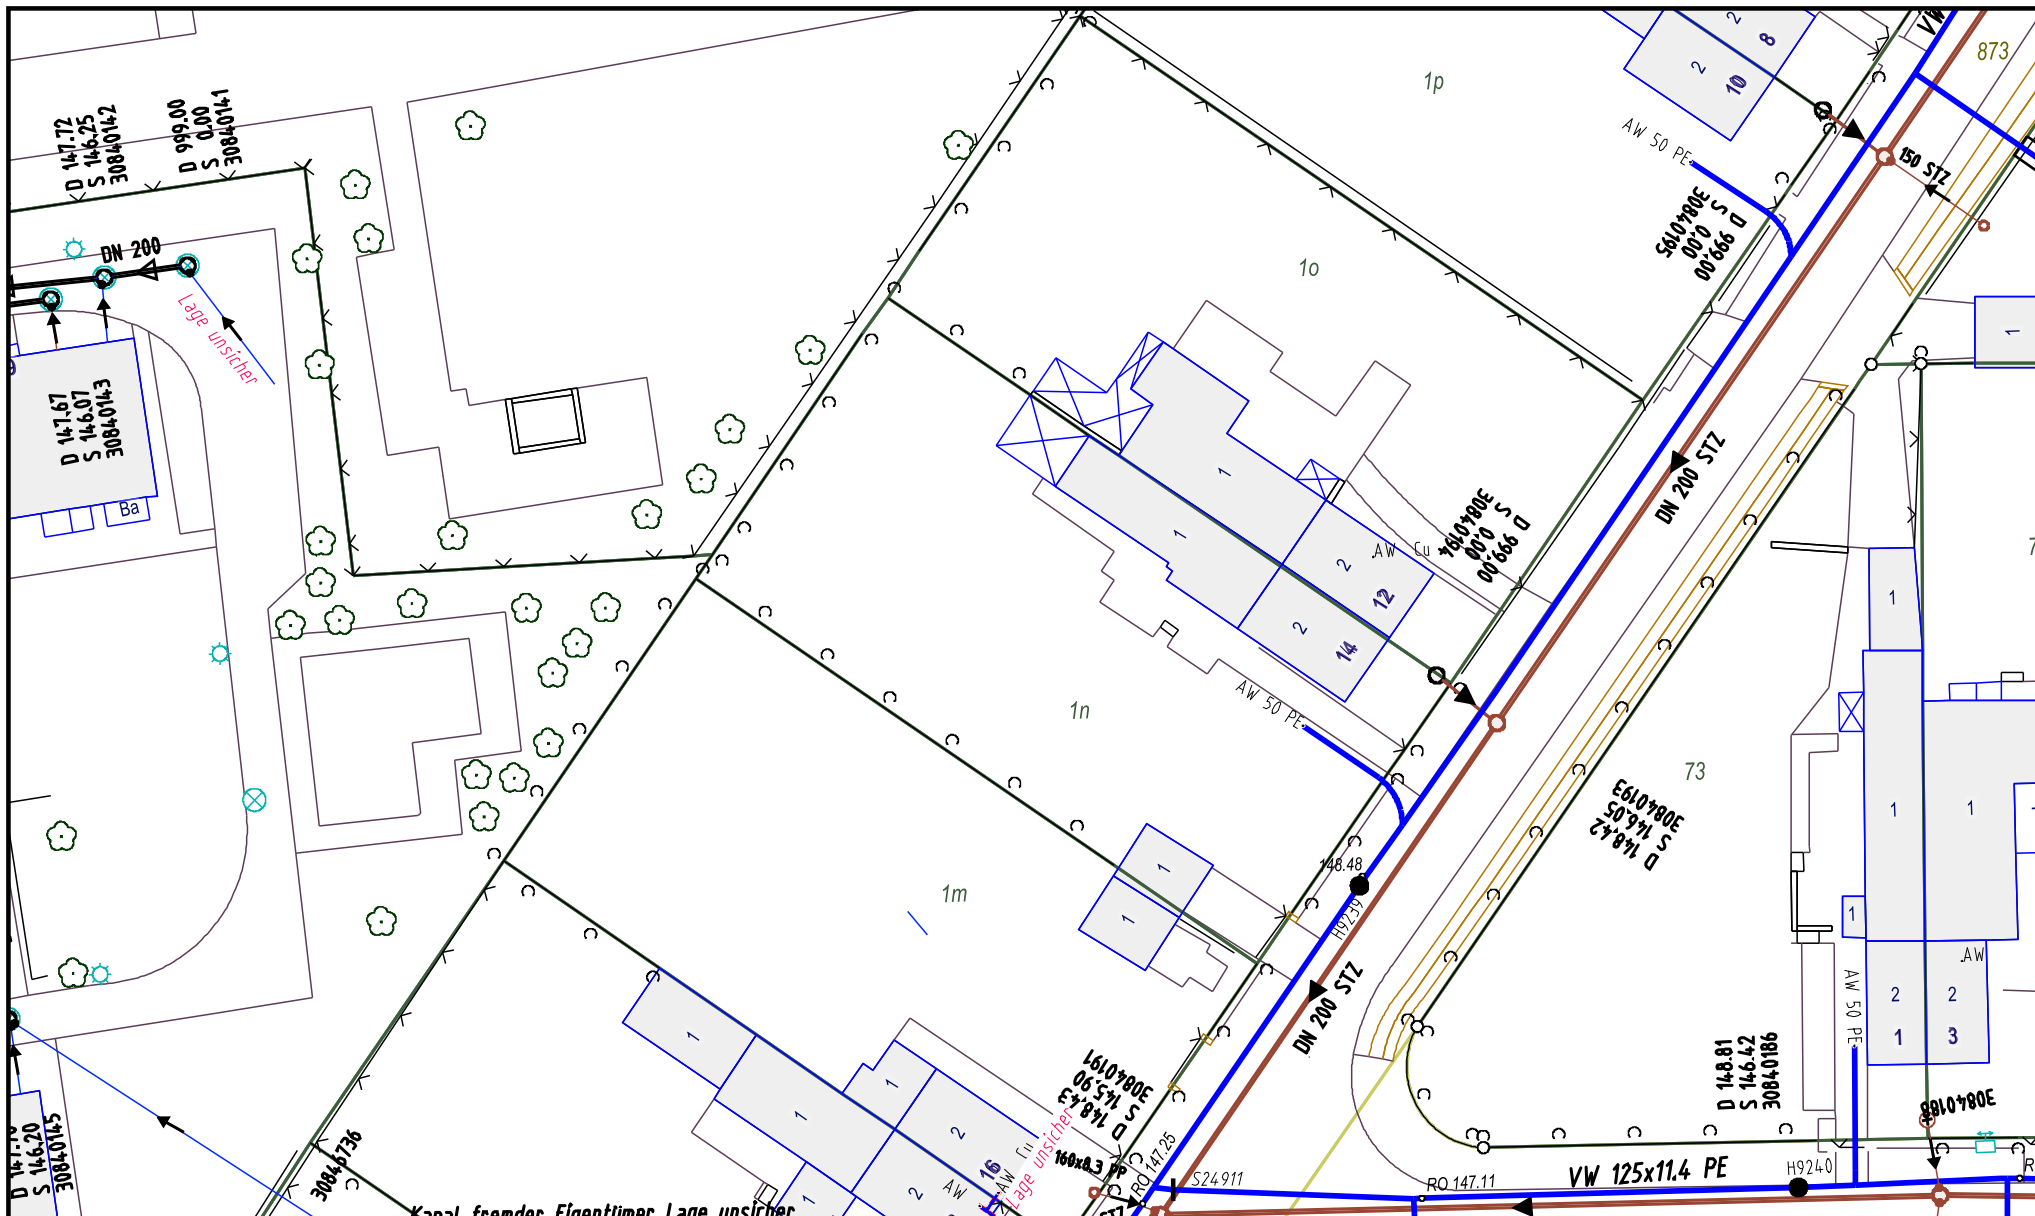 D 147.72
S 146.25
30840142
D 999.00
S 0.00
30840141
DN 200
Lage unsicher
D 147.67
S 146.07
30840143
Ba
1p
2
8
2
10
VW
873
AW 50 PE
150 STZ
D 999.00
S 0.00
30840195
1o
1
1
1
2
12
2
14
AW Cu
D 999.00
S 0.00
30840194
DN 200 STZ
AW 50 PE
1n
73
D 148.42
S 146.05
30840193
1
1
148.48
H9239
1m
DN 200 STZ
1
1
1
1
2
1
AW
2
3
AW 50 PE
D 148.81
S 146.42
30840186
30840188
1
1
1
2
16
1
2
AW Cu
AW
Lage unsicher
D 148.43
S 145.90
30840191
160x8.3 PP
RO 147.25
STZ
S24911
RO 147.11
VW 125x11.4 PE
H9240
S 146.20
30840145
30846736
Kanal fremder Eigentümer Lage unsicher